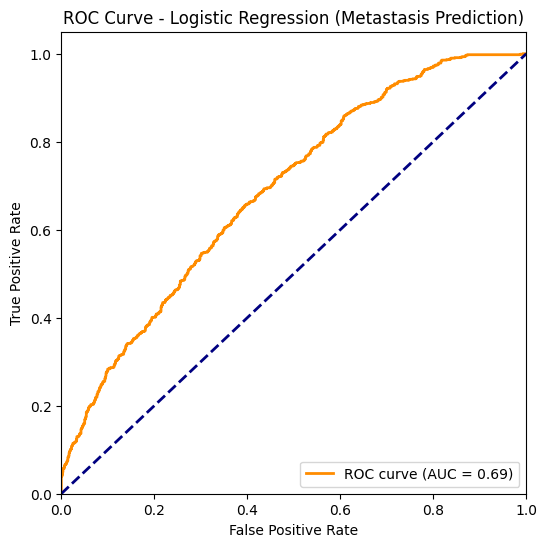 ROC Curve - Logistic Regression (Metastasis Prediction)
1.0
0.8
0.6
0.4
0.2
0.0
True Positive Rate
ROC curve (AUC = 0.69)
0.0 0.2 0.4 0.6 0.8 1.0
False Positive Rate